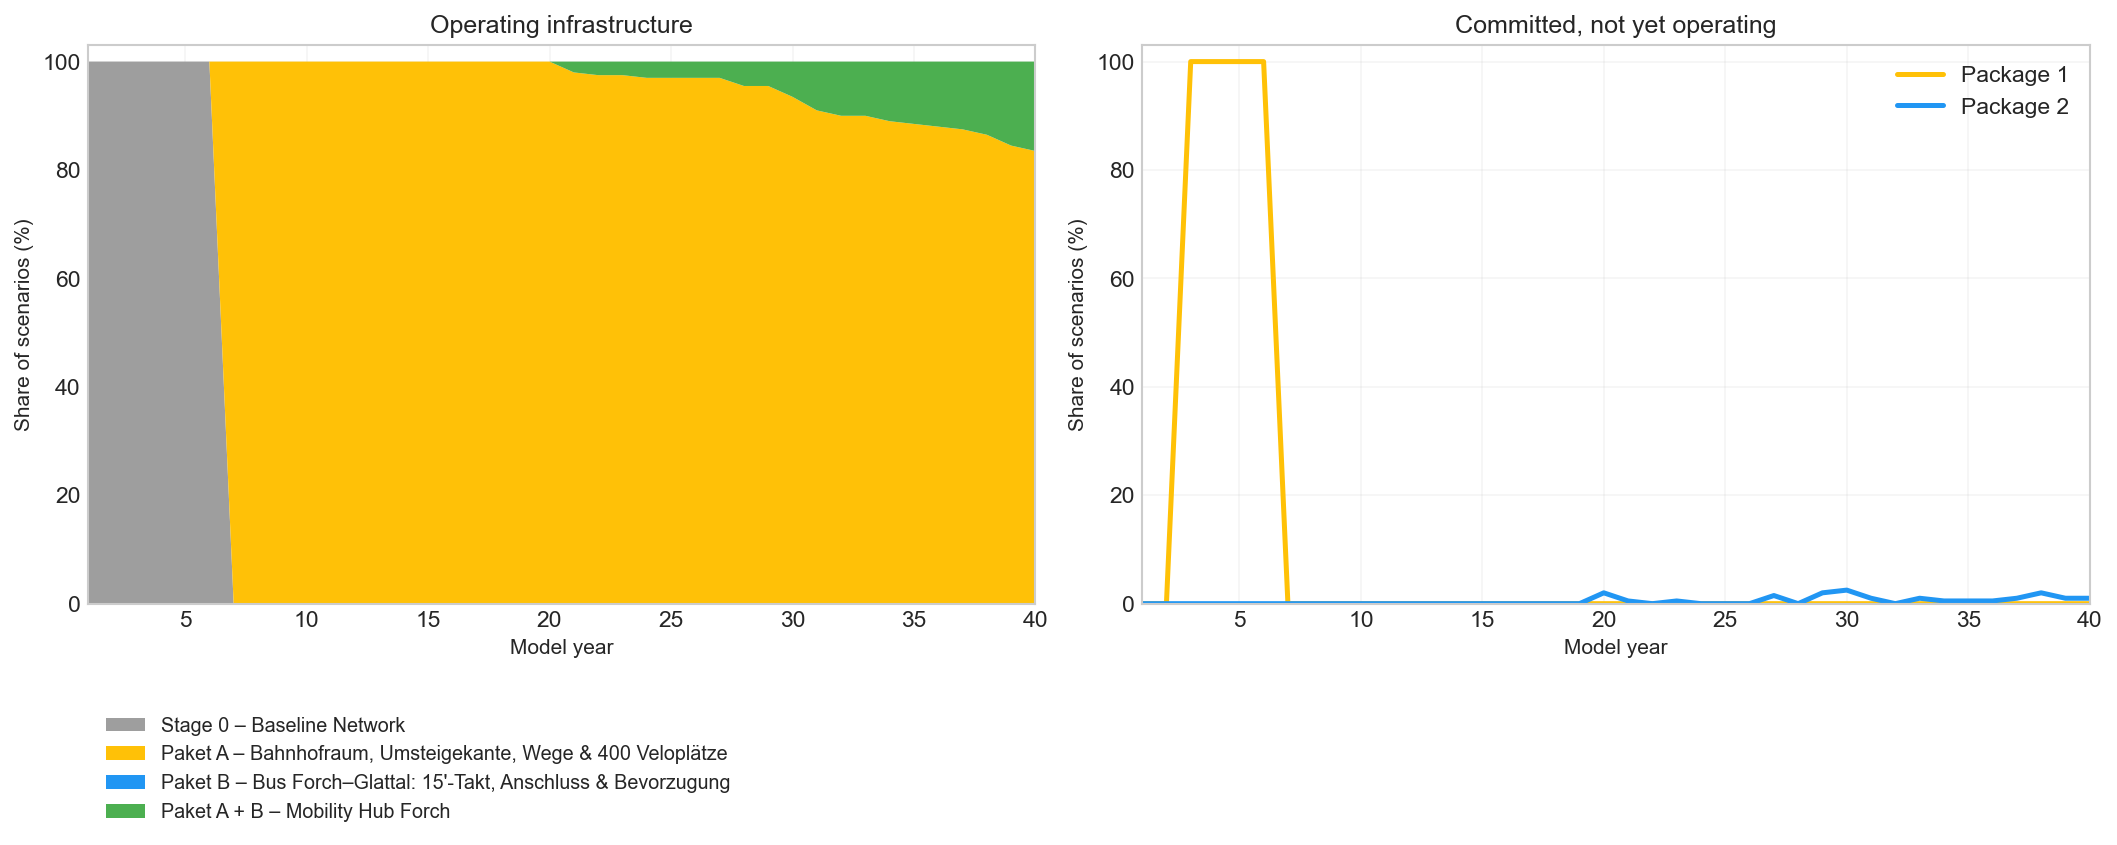 Operating infrastructure
100
80
60
40
20
0
Share of scenarios (%)
5 10 15 20 25 30 35 40
Model year
Stage 0 – Baseline Network
Paket A – Bahnhofraum, Umsteigekante, Wege & 400 Veloplätze
Paket B – Bus Forch–Glattal: 15'-Takt, Anschluss & Bevorzugung
Paket A + B – Mobility Hub Forch
Committed, not yet operating
100
80
60
40
20
0
Share of scenarios (%)
Package 1
Package 2
5 10 15 20 25 30 35 40
Model year